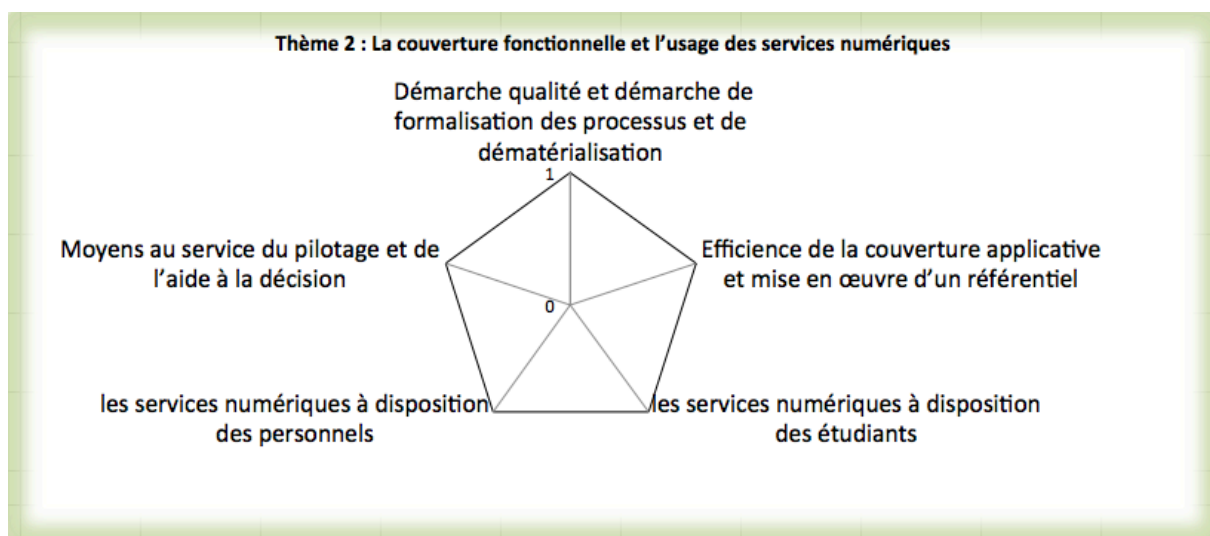 Thème 2 : La couverture fonctionnelle et l’usage des services numériques
Démarche qualité et démarche de
formalisation des processus et de
dématérialisation
1
Moyens au service du pilotage et de
l’aide à la décision
Efficience de la couverture applicative
et mise en œuvre d’un référentiel
0
les services numériques à disposition
des personnels
les services numériques à disposition
des étudiants